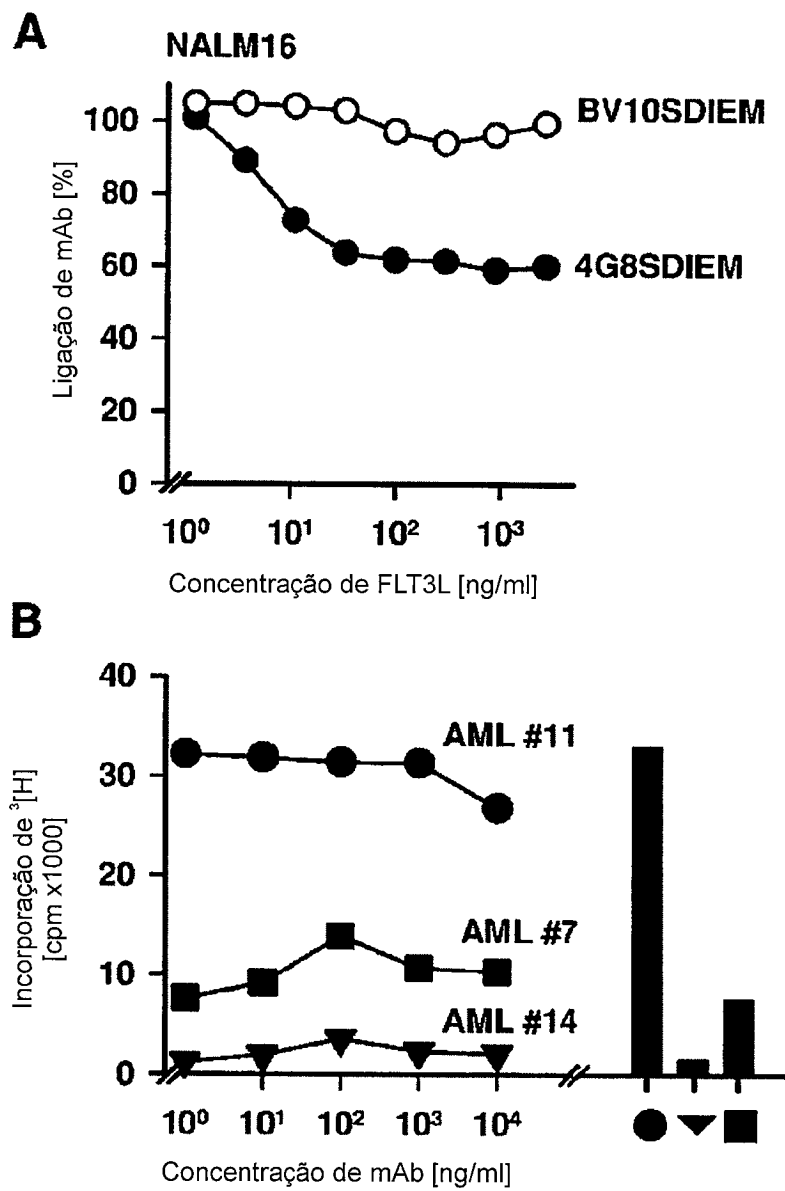 A
NALM16
Ligação de mAb [%]
100
80
60
40
20
0
BV10SDIEM
4G8SDIEM
10⁰ 10¹ 10² 10³
Concentração de FLT3L [ng/ml]
B
Incorporação de ³[H]
[cpm x1000]
40
30
20
10
0
AML #11
AML #7
AML #14
10⁰ 10¹ 10² 10³ 10⁴
Concentração de mAb [ng/ml]